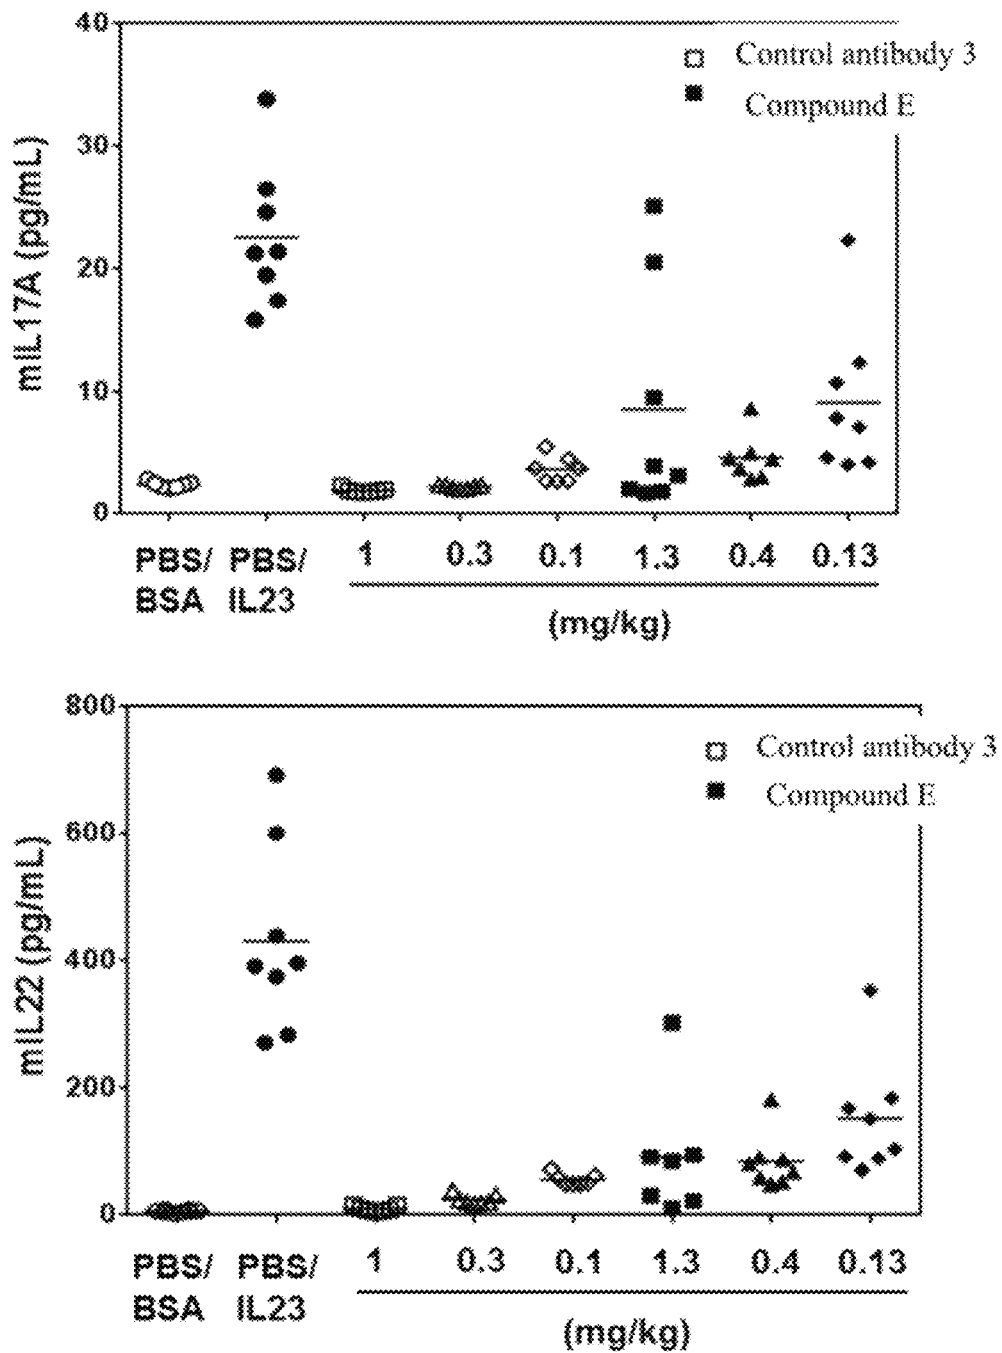 40
Control antibody 3
Compound E
30
20
10
0
mIL17A (pg/mL)
PBS/ PBS/ 1 0.3 0.1 1.3 0.4 0.13
BSA IL23
(mg/kg)
800
Control antibody 3
Compound E
600
400
200
0
mIL22 (pg/mL)
PBS/ PBS/ 1 0.3 0.1 1.3 0.4 0.13
BSA IL23
(mg/kg)